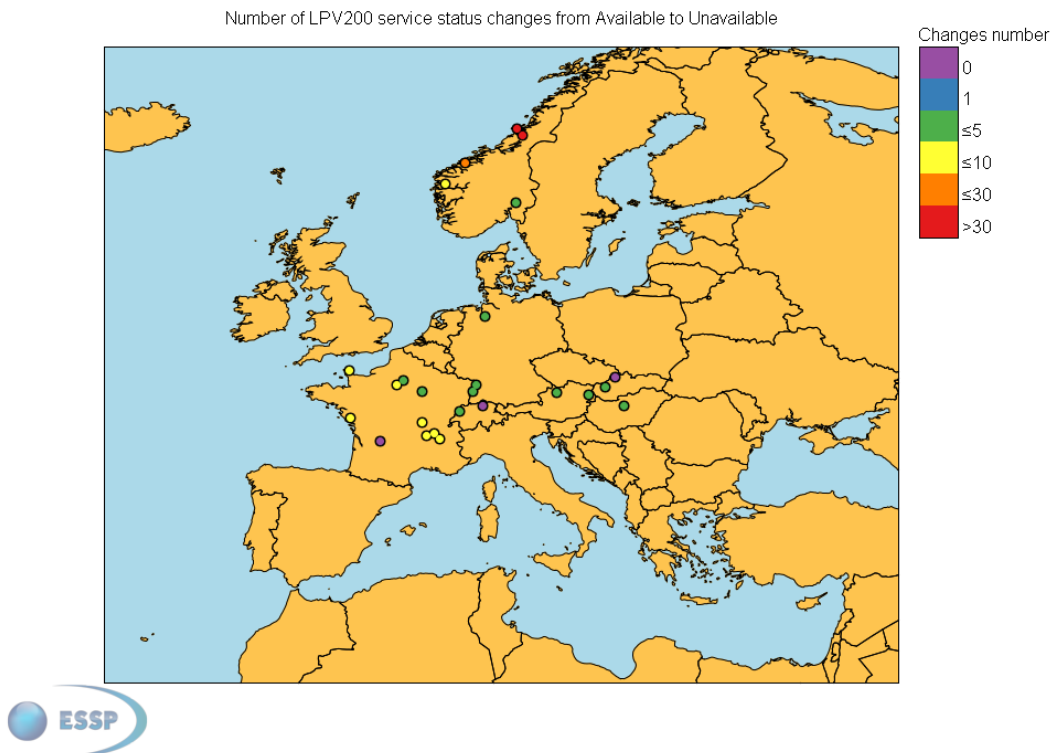 Number of LPV200 service status changes from Available to Unavailable
Changes number
0
1
≤5
≤10
≤30
>30
ESSP